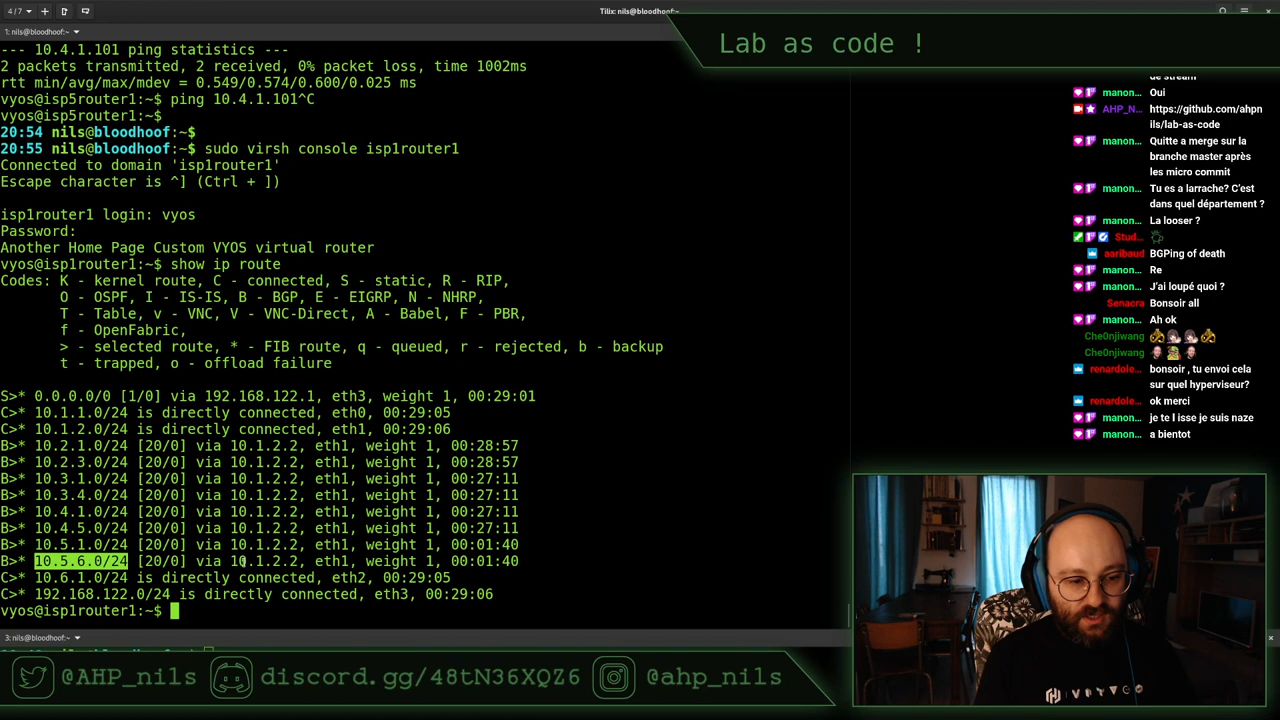 4/7
Tilix: nils@bloodhoof:~
1: nils@bloodhoof:~
Lab as code !
--- 10.4.1.101 ping statistics ---
2 packets transmitted, 2 received, 0% packet loss, time 1002ms
rtt min/avg/max/mdev = 0.549/0.574/0.600/0.025 ms
vyos@isp5router1:~$ ping 10.4.1.101^C
vyos@isp5router1:~$
20:54 nils@bloodhoof:~$
20:55 nils@bloodhoof:~$ sudo virsh console isp1router1
Connected to domain 'isp1router1'
Escape character is ^] (Ctrl + ])
isp1router1 login: vyos
Password:
Another Home Page Custom VYOS virtual router
vyos@isp1router1:~$ show ip route
Codes: K - kernel route, C - connected, S - static, R - RIP,
O - OSPF, I - IS-IS, B - BGP, E - EIGRP, N - NHRP,
T - Table, v - VNC, V - VNC-Direct, A - Babel, F - PBR,
f - OpenFabric,
> - selected route, * - FIB route, q - queued, r - rejected, b - backup
t - trapped, o - offload failure
S>* 0.0.0.0/0 [1/0] via 192.168.122.1, eth3, weight 1, 00:29:01
C>* 10.1.1.0/24 is directly connected, eth0, 00:29:05
C>* 10.1.2.0/24 is directly connected, eth1, 00:29:06
B>* 10.2.1.0/24 [20/0] via 10.1.2.2, eth1, weight 1, 00:28:57
B>* 10.2.3.0/24 [20/0] via 10.1.2.2, eth1, weight 1, 00:28:57
B>* 10.3.1.0/24 [20/0] via 10.1.2.2, eth1, weight 1, 00:27:11
B>* 10.3.4.0/24 [20/0] via 10.1.2.2, eth1, weight 1, 00:27:11
B>* 10.4.1.0/24 [20/0] via 10.1.2.2, eth1, weight 1, 00:27:11
B>* 10.4.5.0/24 [20/0] via 10.1.2.2, eth1, weight 1, 00:27:11
B>* 10.5.1.0/24 [20/0] via 10.1.2.2, eth1, weight 1, 00:01:40
B>* 10.5.6.0/24 [20/0] via 10.1.2.2, eth1, weight 1, 00:01:40
C>* 10.6.1.0/24 is directly connected, eth2, 00:29:05
C>* 192.168.122.0/24 is directly connected, eth3, 00:29:06
vyos@isp1router1:~$
3: nils@bloodhoof:~
de stream
manon... Oui
AHP_N... https://github.com/ahpn
ils/lab-as-code
manon... Quitte a merge sur la
branche master après
les micro commit
manon... Tu es a larrache? C'est
dans quel département ?
manon... La looser ?
Stud...
aaribaud BGPing of death
manon... Re
manon... J'ai loupé quoi ?
Senacra Bonsoir all
manon... Ah ok
Che0njiwang
Che0njiwang
renardole... bonsoir , tu envoi cela
sur quel hyperviseur?
renardole... ok merci
manon... je te l isse je suis naze
manon... a bientot
@AHP_nils discord.gg/48tN36XQZ6 @ahp_nils